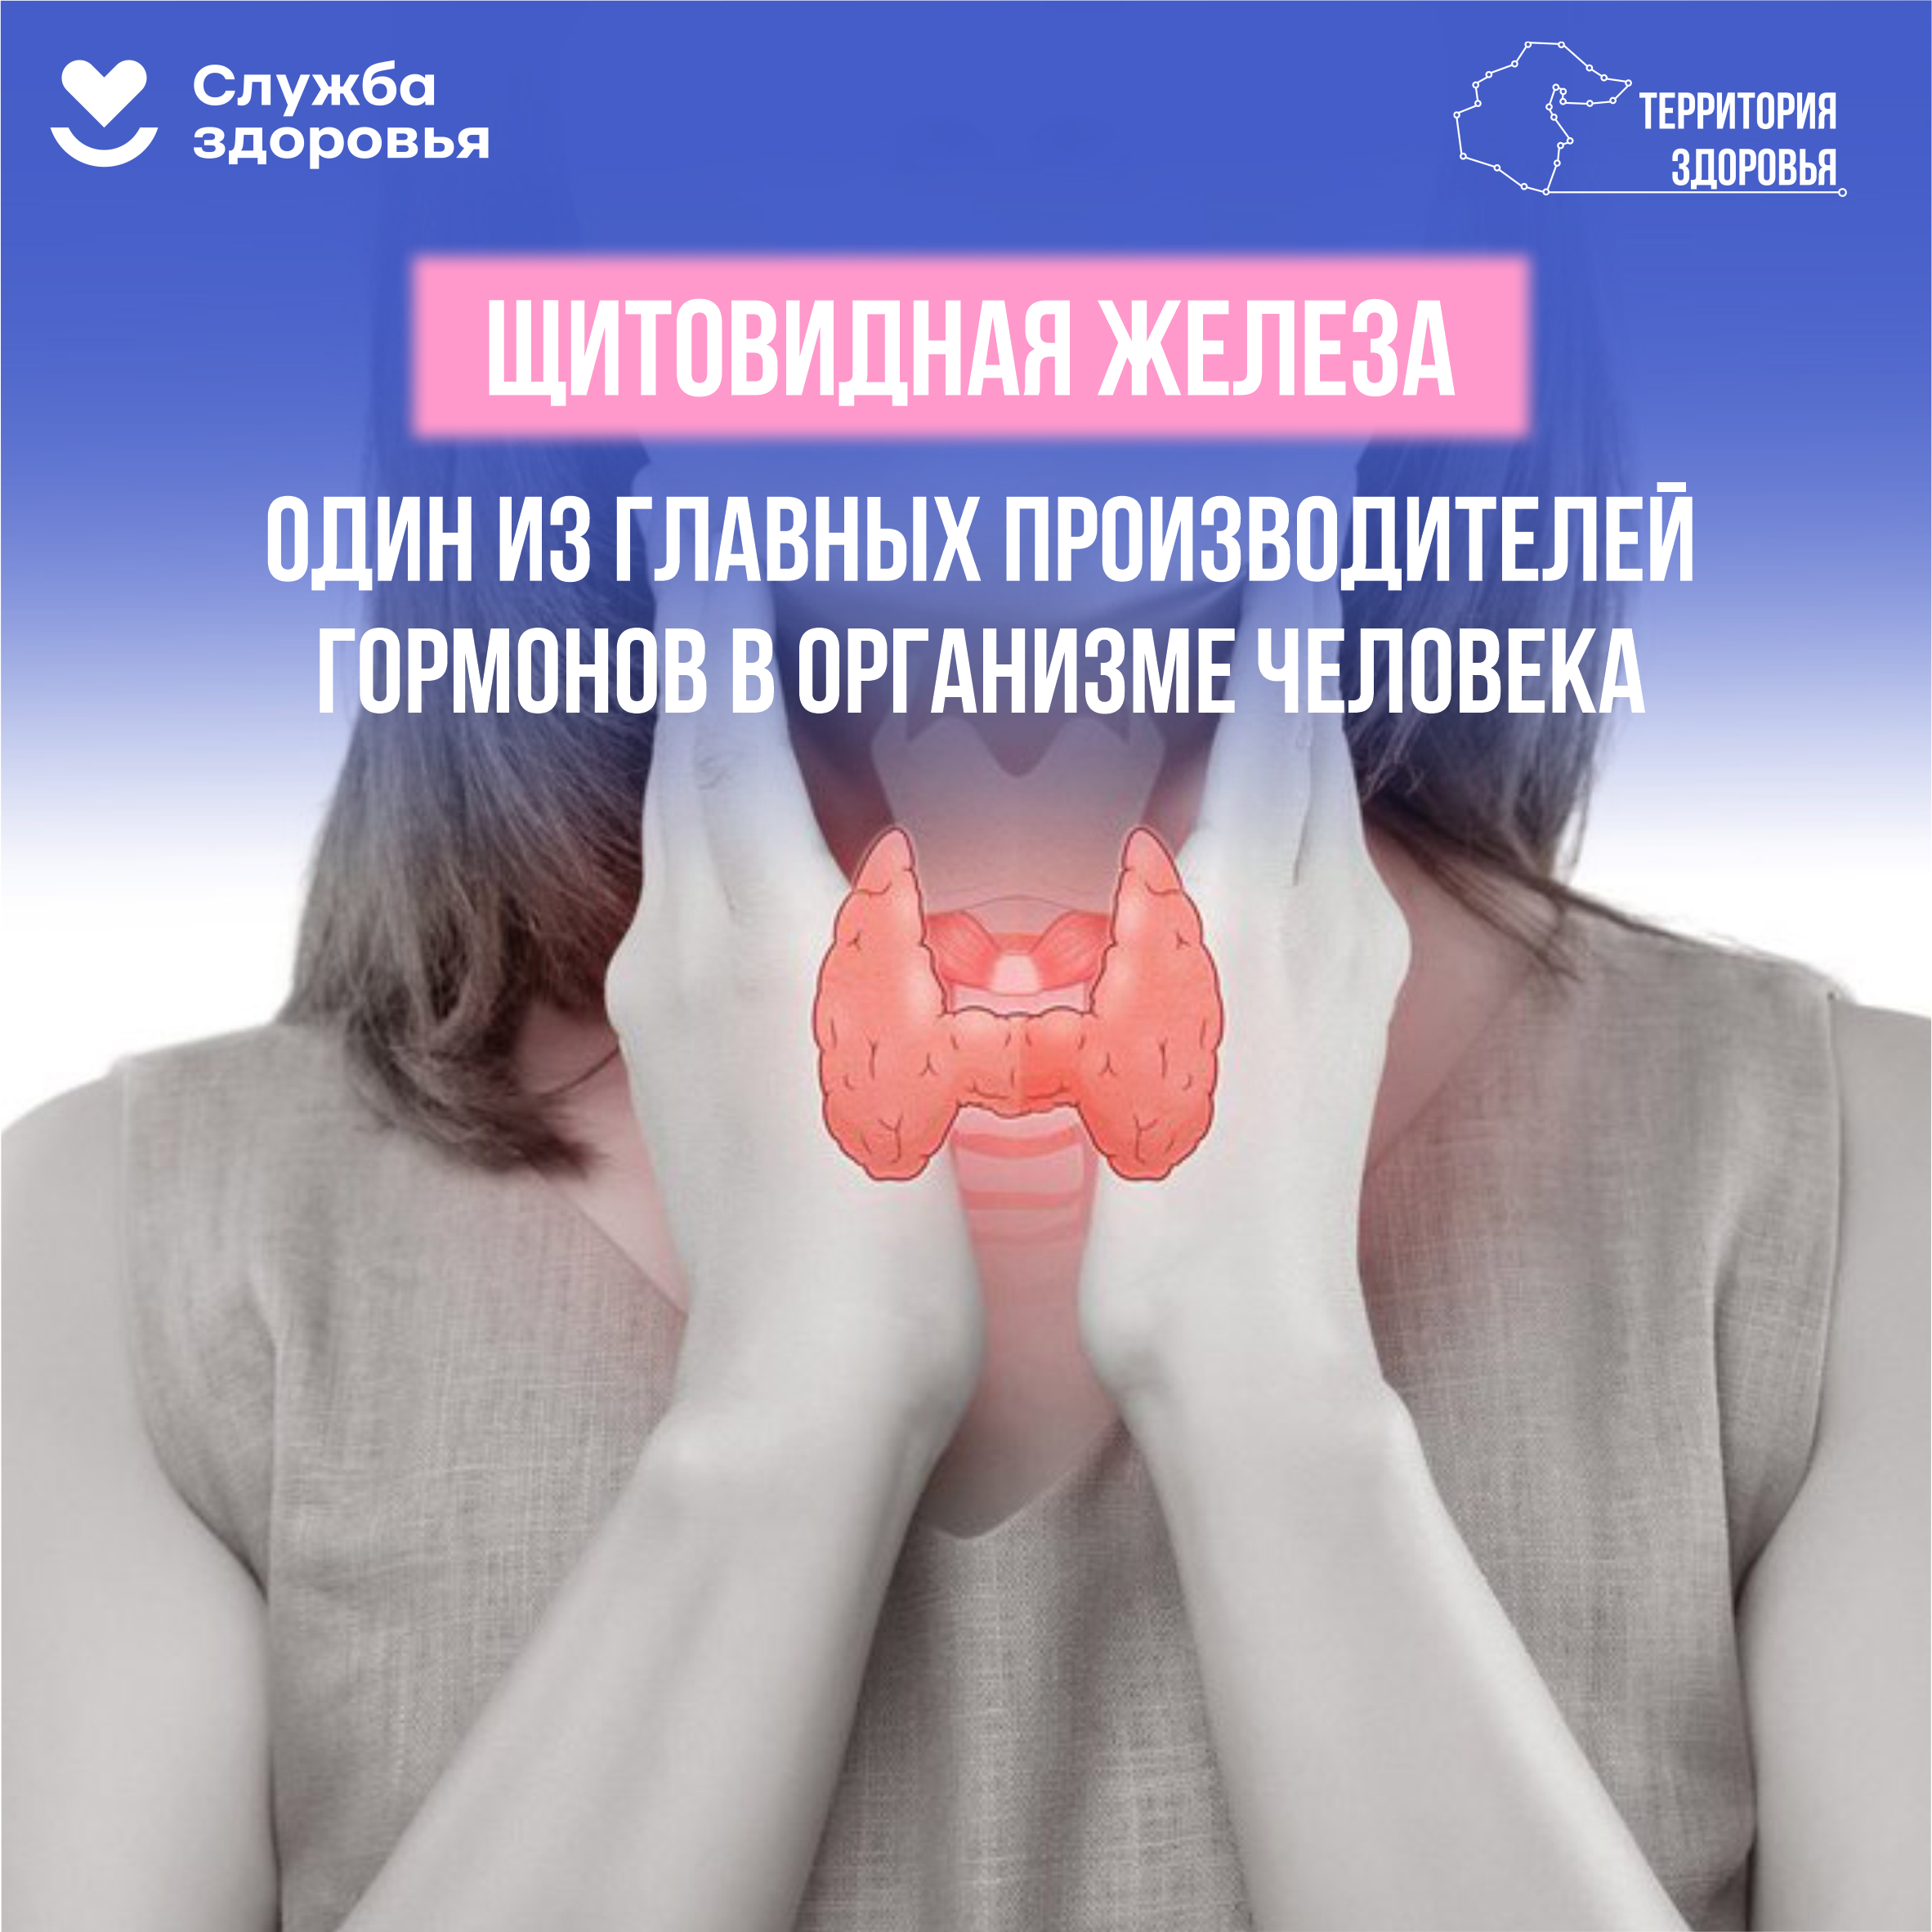 Служба
здоровья
ТЕРРИТОРИЯ
ЗДОРОВЬЯ
ЩИТОВИДНАЯ ЖЕЛЕЗА
ОДИН ИЗ ГЛАВНЫХ ПРОИЗВОДИТЕЛЕЙ
ГОРМОНОВ В ОРГАНИЗМЕ ЧЕЛОВЕКА